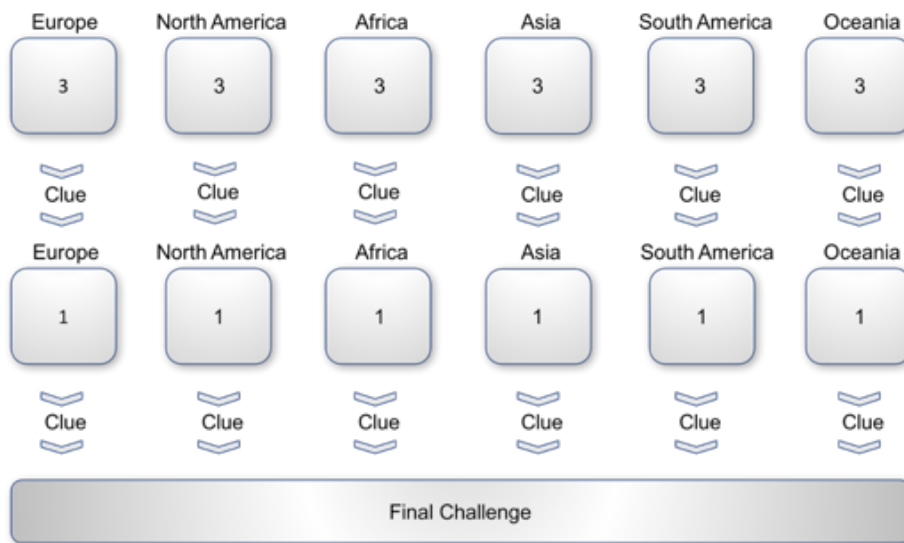 Europe North America Africa Asia South America Oceania
3 3 3 3 3 3
Clue Clue Clue Clue Clue Clue
Europe North America Africa Asia South America Oceania
1 1 1 1 1 1
Clue Clue Clue Clue Clue Clue
Final Challenge